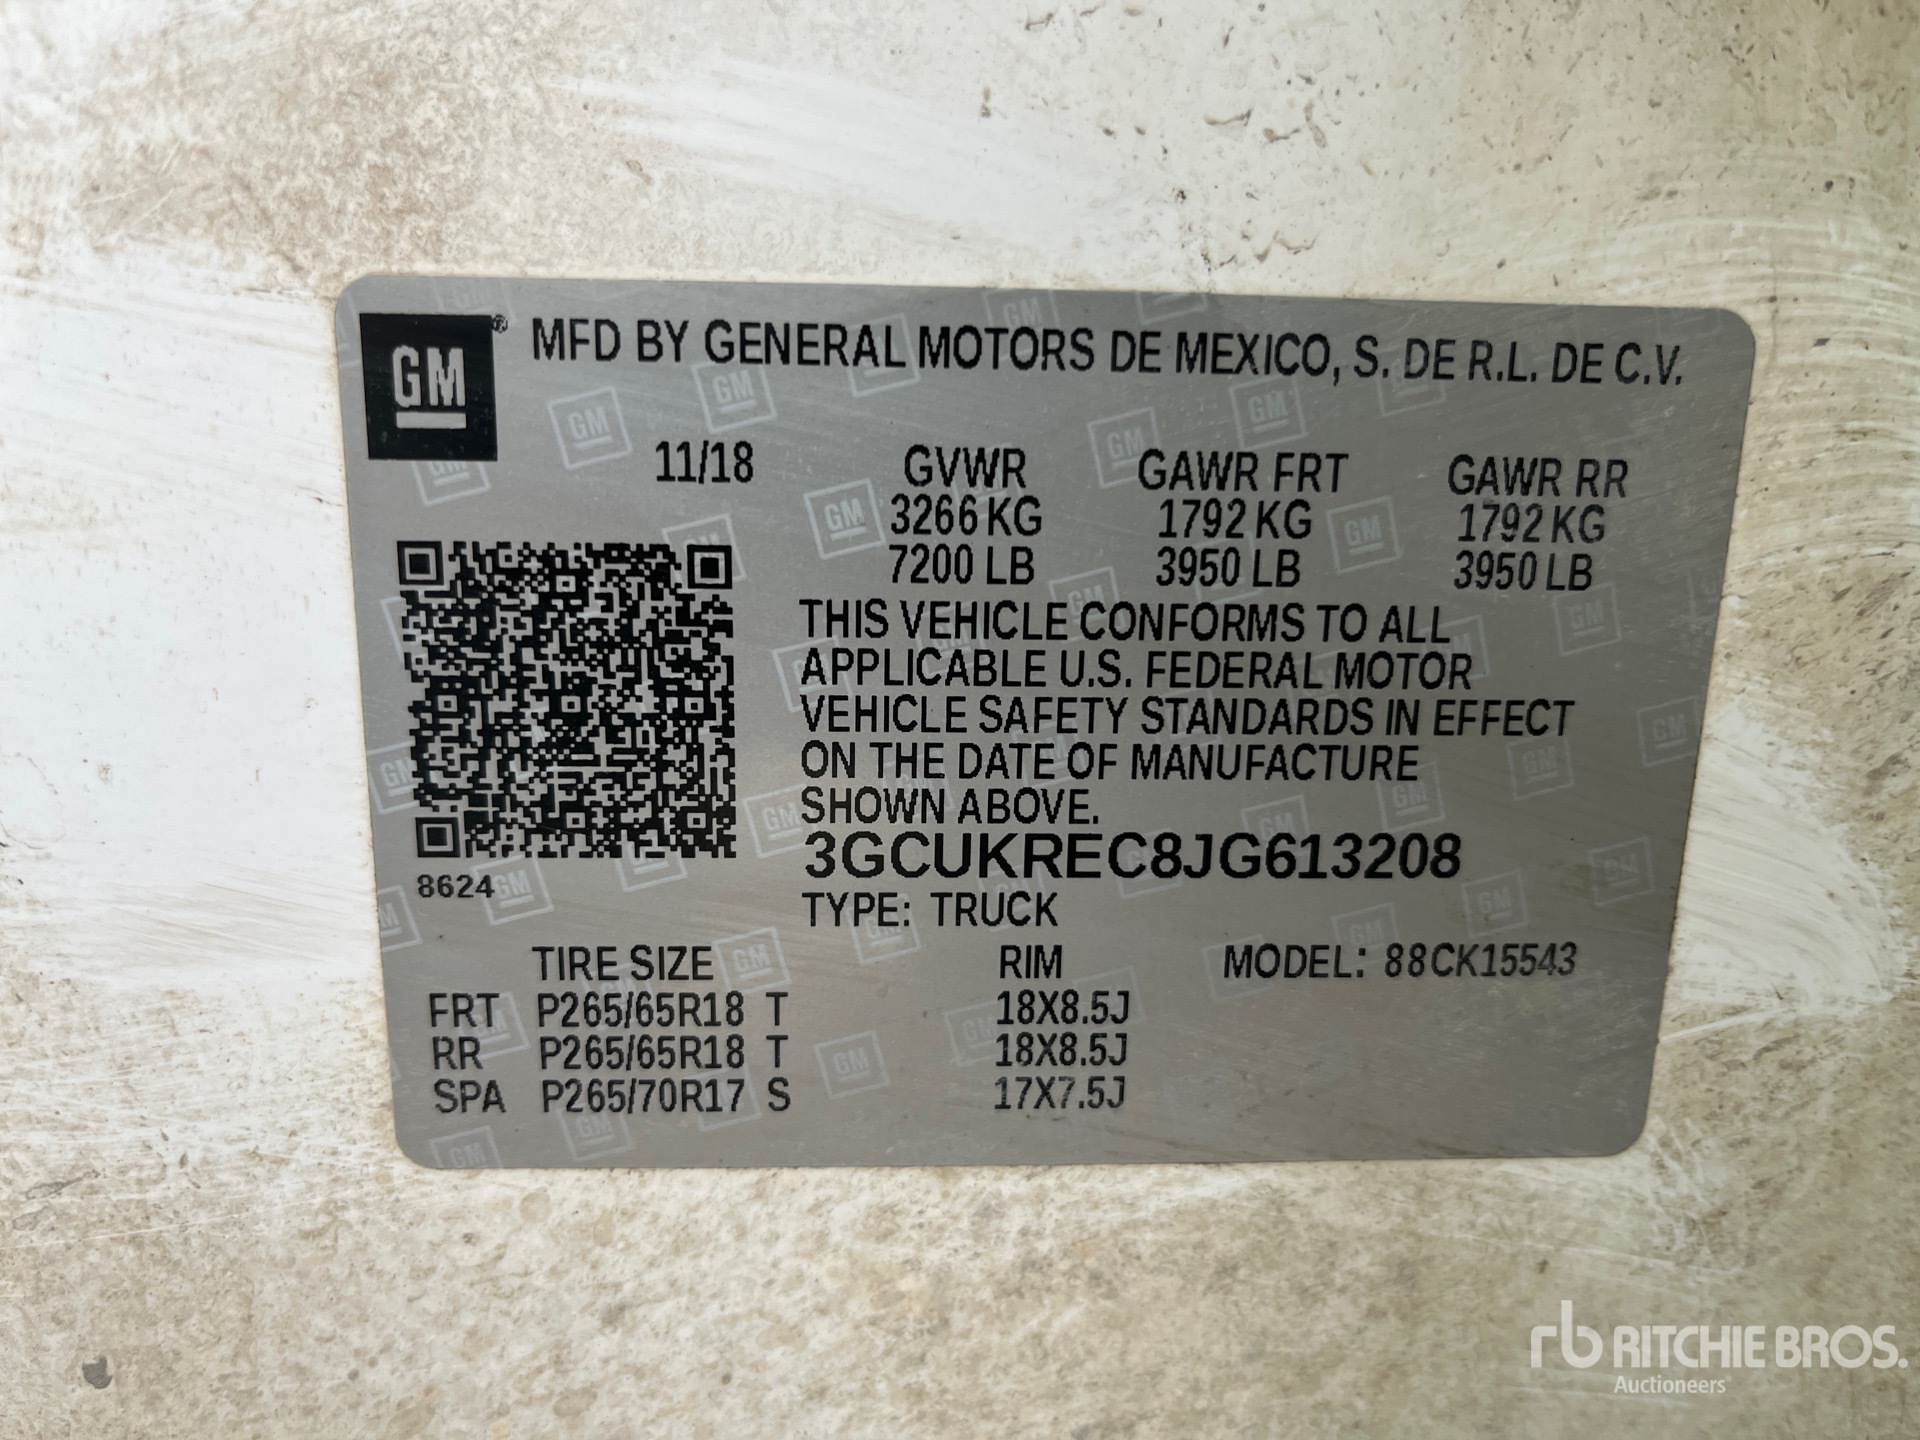 GM ® MFD BY GENERAL MOTORS DE MEXICO, S. DE R.L. DE C.V.
11/18 GVWR GAWR FRT GAWR RR
3266 KG 1792 KG 1792 KG
7200 LB 3950 LB 3950 LB
THIS VEHICLE CONFORMS TO ALL
APPLICABLE U.S. FEDERAL MOTOR
VEHICLE SAFETY STANDARDS IN EFFECT
ON THE DATE OF MANUFACTURE
SHOWN ABOVE.
3GCUKREC8JG613208
8624
TYPE: TRUCK
TIRE SIZE RIM MODEL: 88CK15543
FRT P265/65R18 T 18X8.5J
RR P265/65R18 T 18X8.5J
SPA P265/70R17 S 17X7.5J
rb RITCHIE BROS.
Auctioneers